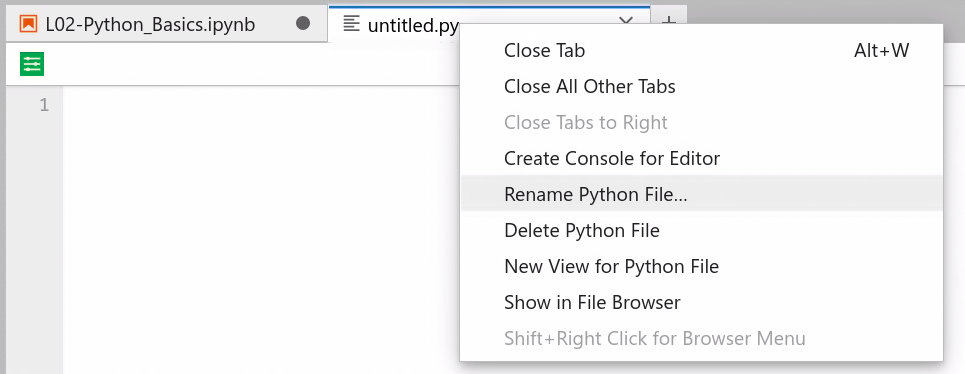 L02-Python_Basics.ipynb
untitled.py
1
Close Tab Alt+W
Close All Other Tabs
Close Tabs to Right
Create Console for Editor
Rename Python File…
Delete Python File
New View for Python File
Show in File Browser
Shift+Right Click for Browser Menu